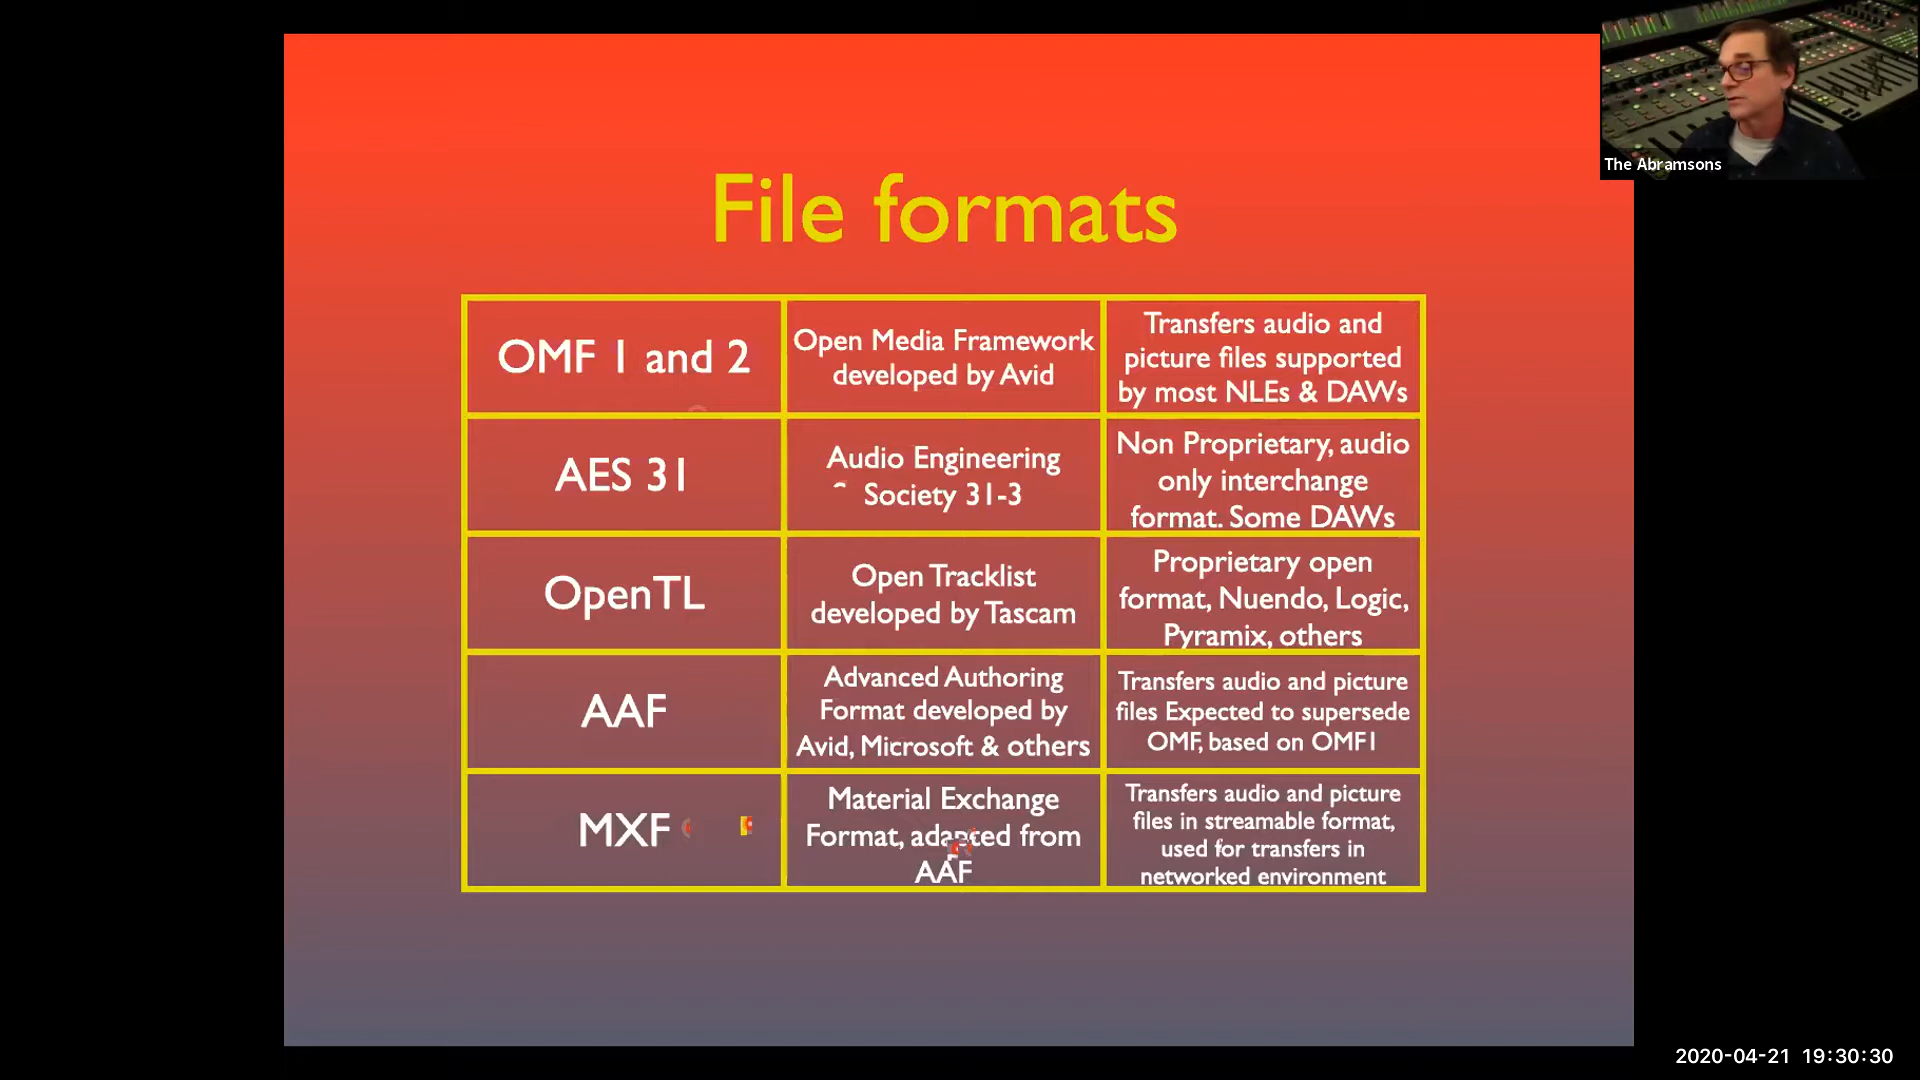 The Abramsons
File formats
OMF 1 and 2
Open Media Framework
developed by Avid
Transfers audio and
picture files supported
by most NLEs & DAWs
AES 31
Audio Engineering
Society 31-3
Non Proprietary, audio
only interchange
format. Some DAWs
OpenTL
Open Tracklist
developed by Tascam
Proprietary open
format, Nuendo, Logic,
Pyramix, others
AAF
Advanced Authoring
Format developed by
Avid, Microsoft & others
Transfers audio and picture
files Expected to supersede
OMF, based on OMF1
MXF
Material Exchange
Format, adapted from
AAF
Transfers audio and picture
files in streamable format,
used for transfers in
networked environment
2020-04-21 19:30:30